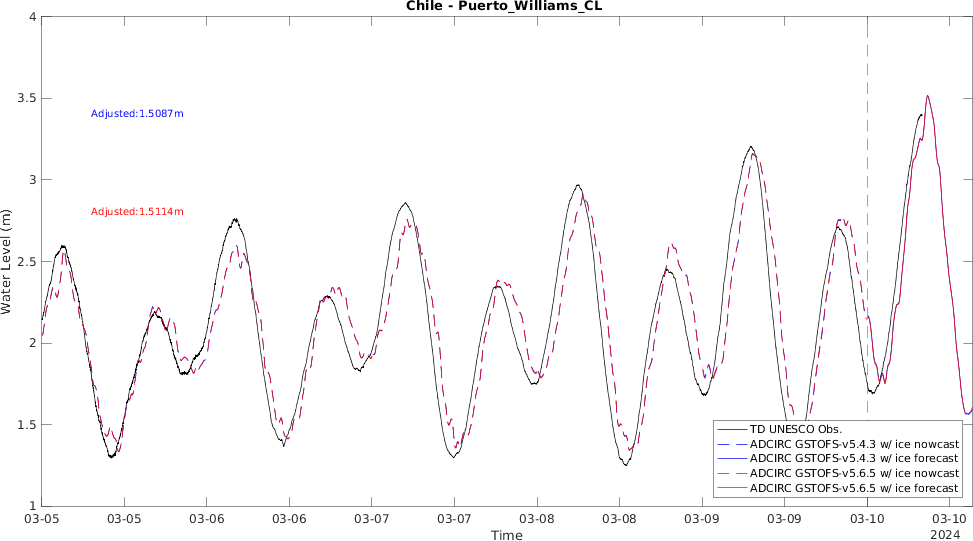 Chile - Puerto_Williams_CL
4
3.5
3
2.5
2
1.5
1
Water Level (m)
Adjusted:1.5087m
Adjusted:1.5114m
TD UNESCO Obs.
ADCIRC GSTOFS-v5.4.3 w/ ice nowcast
ADCIRC GSTOFS-v5.4.3 w/ ice forecast
ADCIRC GSTOFS-v5.6.5 w/ ice nowcast
ADCIRC GSTOFS-v5.6.5 w/ ice forecast
03-05 03-05 03-06 03-06 03-07 03-07 03-08 03-08 03-09 03-09 03-10 03-10
2024
Time